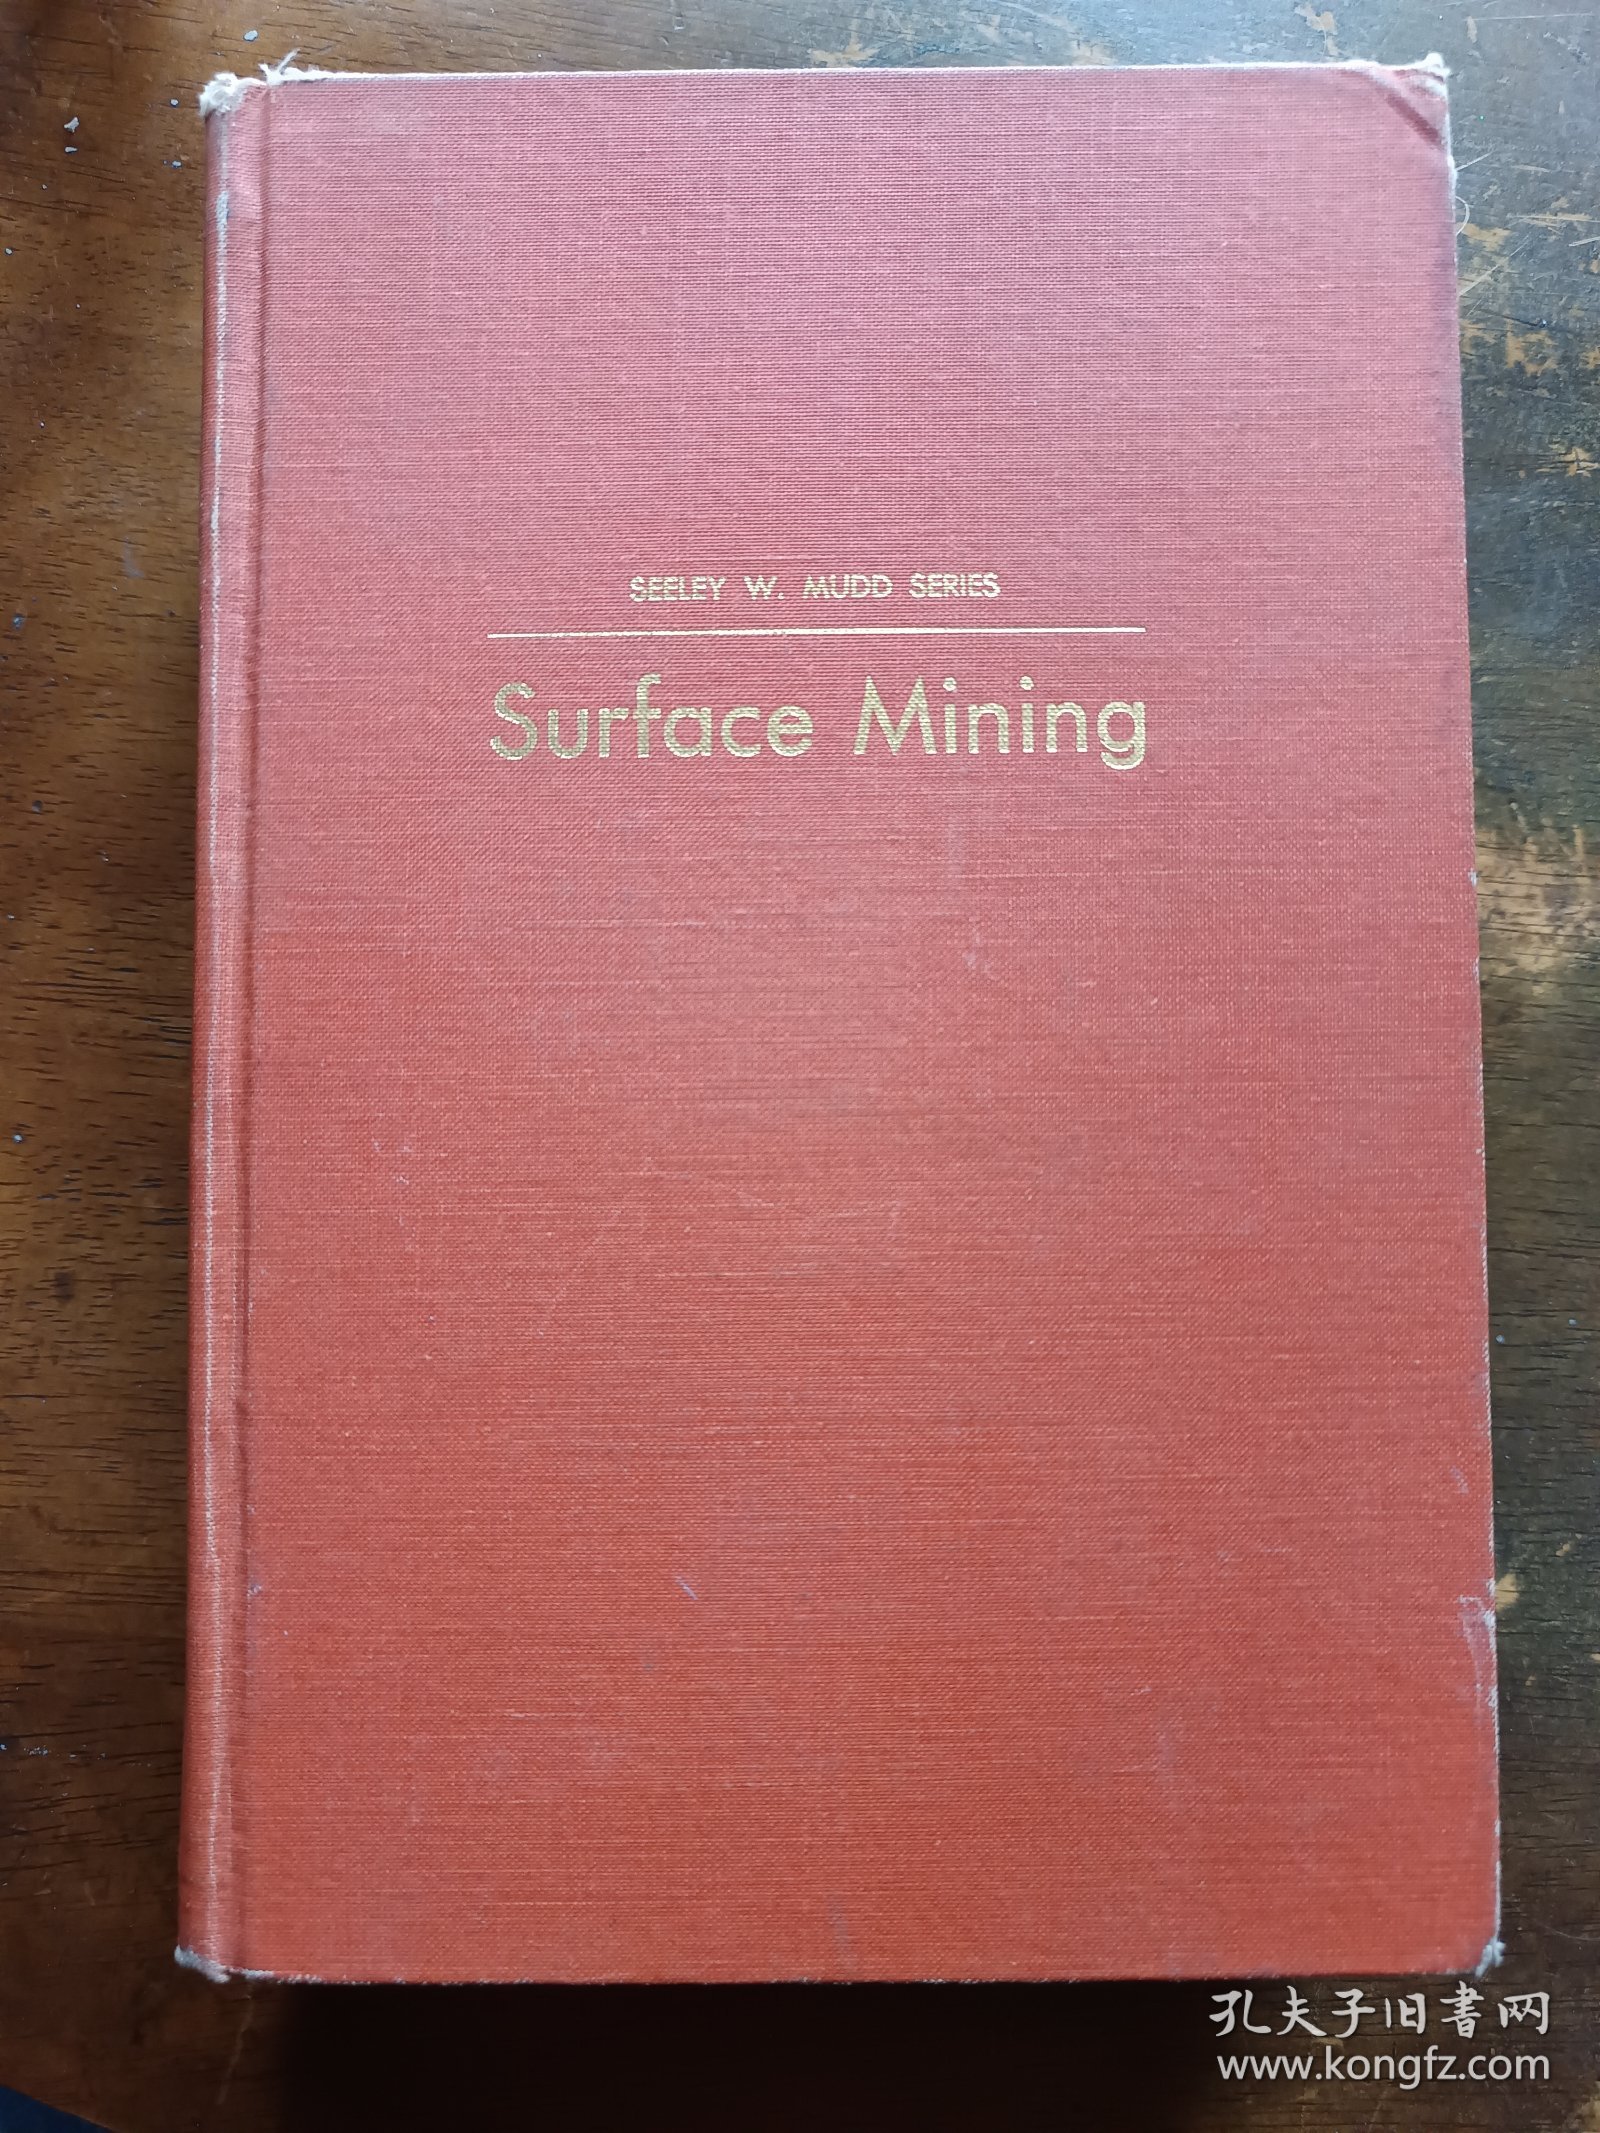 SEELEY W. MUDD SERIES
Surface Mining
孔夫子旧書网
www.kongfz.com